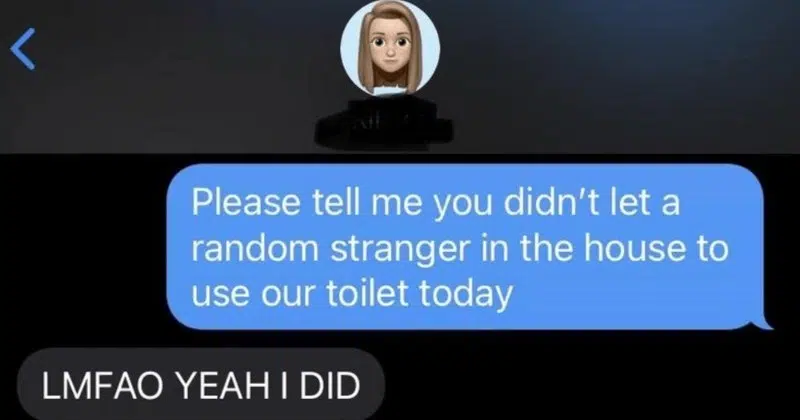 Please tell me you didn’t let a
random stranger in the house to
use our toilet today
LMFAO YEAH I DID